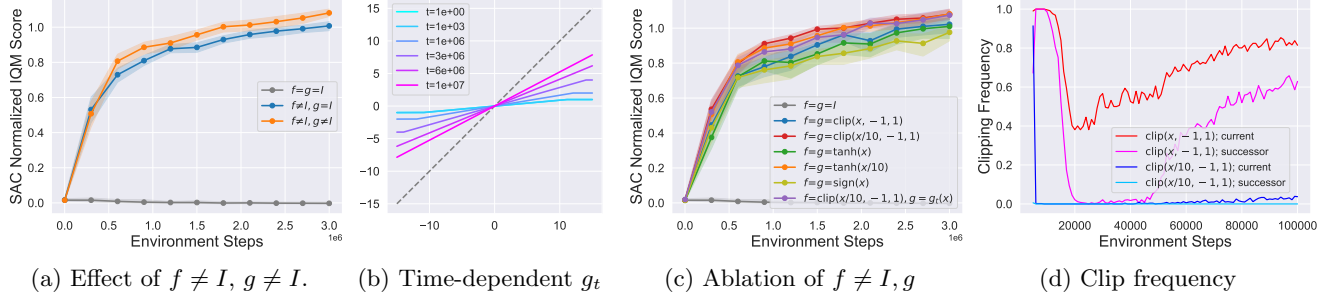 SAC Normalized IQM Score
1.0
0.8
0.6
0.4
0.2
0.0
f=g=I
f≠I, g=I
f≠I, g≠I
0.0 0.5 1.0 1.5 2.0 2.5 3.0
1e6
Environment Steps
(a) Effect of f ≠ I, g ≠ I.
15
10
5
0
−5
−10
−15
t=1e+00
t=1e+03
t=1e+06
t=3e+06
t=6e+06
t=1e+07
−10 0 10
(b) Time-dependent gt
SAC Normalized IQM Score
1.0
0.8
0.6
0.4
0.2
0.0
f=g=I
f=g=clip(x, −1, 1)
f=g=clip(x/10, −1, 1)
f=g=tanh(x)
f=g=tanh(x/10)
f=g=sign(x)
f=clip(x/10, −1, 1), g=gt(x)
0.0 0.5 1.0 1.5 2.0 2.5 3.0
1e6
Environment Steps
(c) Ablation of f ≠ I, g
Clipping Frequency
1.0
0.8
0.6
0.4
0.2
0.0
clip(x, −1, 1); current
clip(x, −1, 1); successor
clip(x/10, −1, 1); current
clip(x/10, −1, 1); successor
20000 40000 60000 80000 100000
Environment Steps
(d) Clip frequency